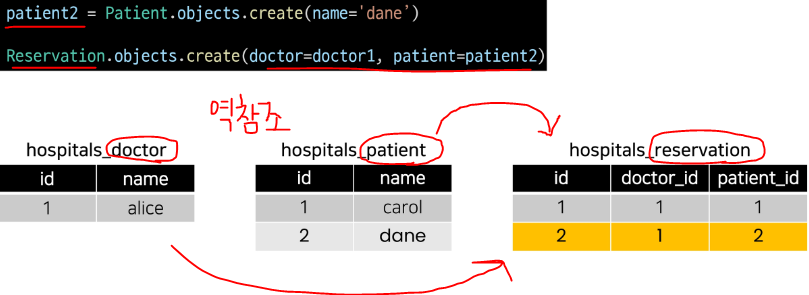 patient2 = Patient.objects.create(name='dane')
Reservation.objects.create(doctor=doctor1, patient=patient2)
역참조
hospitals_doctor hospitals_patient hospitals_reservation
id name id name id doctor_id patient_id
1 alice 1 carol 1 1 1
2 dane 2 1 2